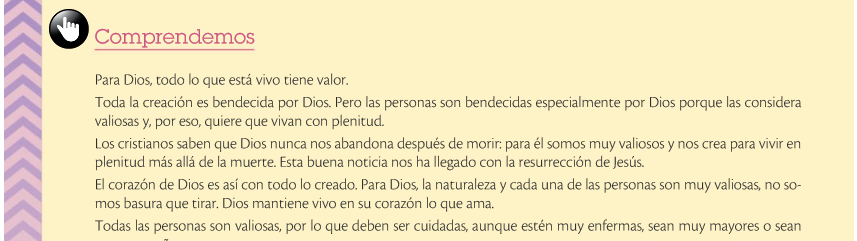 Comprendemos
Para Dios, todo lo que está vivo tiene valor.
Toda la creación es bendecida por Dios. Pero las personas son bendecidas especialmente por Dios porque las considera
valiosas y, por eso, quiere que vivan con plenitud.
Los cristianos saben que Dios nunca nos abandona después de morir: para él somos muy valiosos y nos crea para vivir en
plenitud más allá de la muerte. Esta buena noticia nos ha llegado con la resurrección de Jesús.
El corazón de Dios es así con todo lo creado. Para Dios, la naturaleza y cada una de las personas son muy valiosas, no so-
mos basura que tirar. Dios mantiene vivo en su corazón lo que ama.
Todas las personas son valiosas, por lo que deben ser cuidadas, aunque estén muy enfermas, sean muy mayores o sean